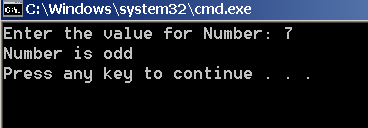 C:\Windows\system32\cmd.exe
Enter the value for Number: 7
Number is odd
Press any key to continue . . .